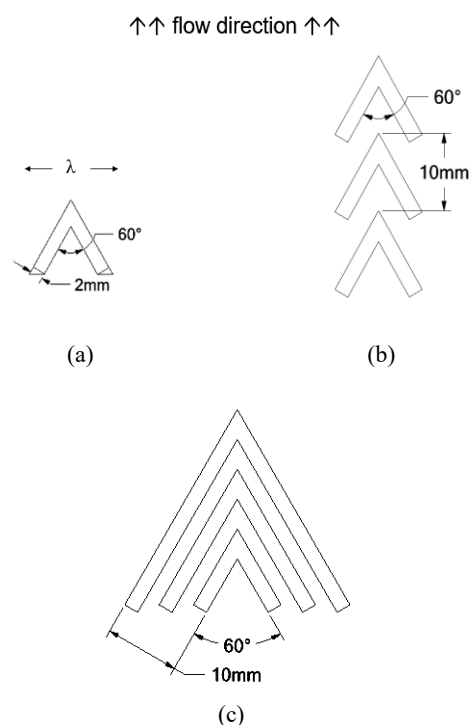 ↑↑ flow direction ↑↑
60°
10mm
λ
60°
2mm
(a)
(b)
60°
10mm
(c)